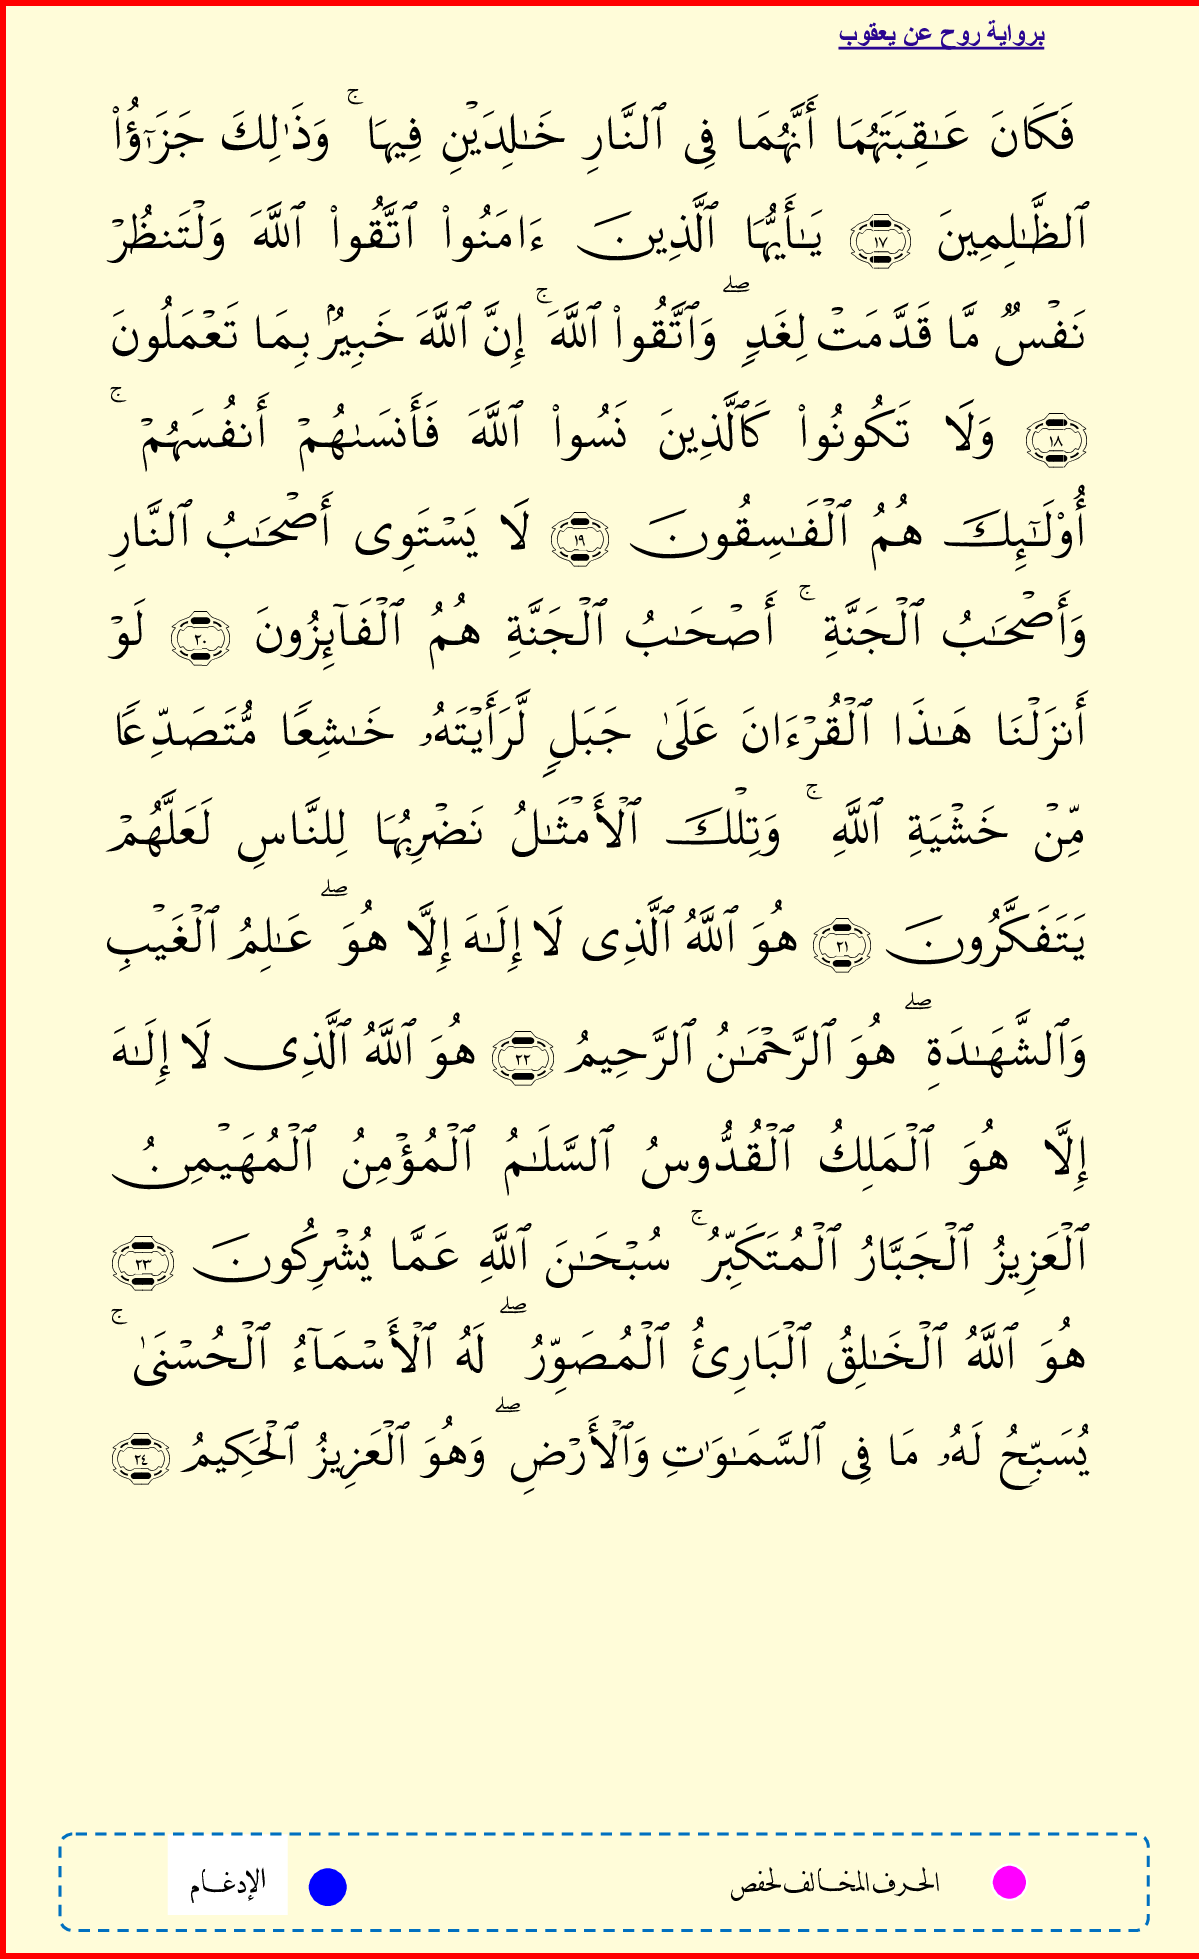 برواية روح عن يعقوب
فَكَانَ عَـٰقِبَتَهُمَا أَنَّهُمَا فِى ٱلنَّارِ خَـٰلِدَيْنِ فِيهَا ۚ وَذَٰلِكَ جَزَـٰٓؤُا۟
ٱلظَّـٰلِمِينَ ١٧ يَـٰٓأَيُّهَا ٱلَّذِينَ ءَامَنُوا۟ ٱتَّقُوا۟ ٱللَّهَ وَلْتَنظُرْ
نَفْسٌ مَّا قَدَّمَتْ لِغَدٍ ۖ وَٱتَّقُوا۟ ٱللَّهَ ۚ إِنَّ ٱللَّهَ خَبِيرٌۢ بِمَا تَعْمَلُونَ
١٨ وَلَا تَكُونُوا۟ كَٱلَّذِينَ نَسُوا۟ ٱللَّهَ فَأَنسَىٰهُمْ أَنفُسَهُمْ ۚ
أُو۟لَـٰٓئِكَ هُمُ ٱلْفَـٰسِقُونَ ١٩ لَا يَسْتَوِى أَصْحَـٰبُ ٱلنَّارِ
وَأَصْحَـٰبُ ٱلْجَنَّةِ ۚ أَصْحَـٰبُ ٱلْجَنَّةِ هُمُ ٱلْفَآئِزُونَ ٢٠ لَوْ
أَنزَلْنَا هَـٰذَا ٱلْقُرْءَانَ عَلَىٰ جَبَلٍ لَّرَأَيْتَهُۥ خَـٰشِعًا مُّتَصَدِّعًا
مِّنْ خَشْيَةِ ٱللَّهِ ۚ وَتِلْكَ ٱلْأَمْثَـٰلُ نَضْرِبُهَا لِلنَّاسِ لَعَلَّهُمْ
يَتَفَكَّرُونَ ٢١ هُوَ ٱللَّهُ ٱلَّذِى لَا إِلَـٰهَ إِلَّا هُوَ ۖ عَـٰلِمُ ٱلْغَيْبِ
وَٱلشَّهَـٰدَةِ ۖ هُوَ ٱلرَّحْمَـٰنُ ٱلرَّحِيمُ ٢٢ هُوَ ٱللَّهُ ٱلَّذِى لَا إِلَـٰهَ
إِلَّا هُوَ ٱلْمَلِكُ ٱلْقُدُّوسُ ٱلسَّلَـٰمُ ٱلْمُؤْمِنُ ٱلْمُهَيْمِنُ
ٱلْعَزِيزُ ٱلْجَبَّارُ ٱلْمُتَكَبِّرُ ۚ سُبْحَـٰنَ ٱللَّهِ عَمَّا يُشْرِكُونَ ٢٣
هُوَ ٱللَّهُ ٱلْخَـٰلِقُ ٱلْبَارِئُ ٱلْمُصَوِّرُ ۖ لَهُ ٱلْأَسْمَآءُ ٱلْحُسْنَىٰ ۚ
يُسَبِّحُ لَهُۥ مَا فِى ٱلسَّمَـٰوَٰتِ وَٱلْأَرْضِ ۖ وَهُوَ ٱلْعَزِيزُ ٱلْحَكِيمُ ٢٤
الحرف المخالف لحفص الإدغام